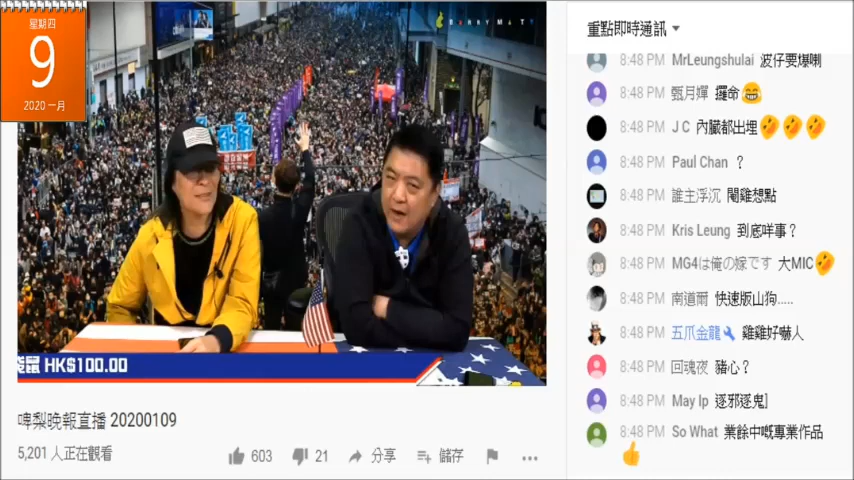 星期四
9
2020 一月
HK$100.00
啤梨晚報直播 20200109
5,201 人正在觀看
603
21
分享
儲存
重點即時通訊
8:48 PM MrLeungshulai 波仔要爆喇
8:48 PM 甄月嬋 攞命😂
8:48 PM J C 內臟都出埋🤣🤣🤣
8:48 PM Paul Chan ？
8:48 PM 誰主浮沉 閹雞想點
8:48 PM Kris Leung 到底咩事？
8:48 PM MG4は俺の嫁です 大MIC🤣
8:48 PM 南道爾 快速版山狗.....
8:48 PM 五爪金龍 雞雞好嚇人
8:48 PM 回魂夜 豬心？
8:48 PM May Ip 逐邪逐鬼]
8:48 PM So What 業餘中嘅專業作品
👍